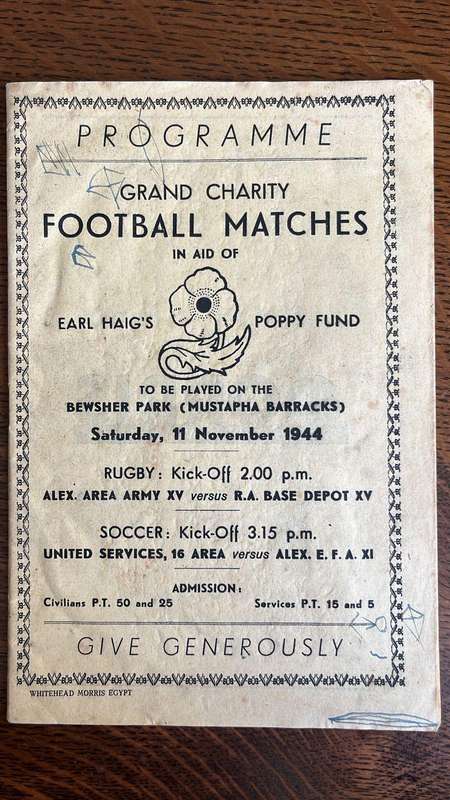 PROGRAMME
GRAND CHARITY
FOOTBALL MATCHES
IN AID OF
EARL HAIG'S POPPY FUND
TO BE PLAYED ON THE
BEWSHER PARK (MUSTAPHA BARRACKS)
Saturday, 11 November 1944
RUGBY: Kick-Off 2.00 p.m.
ALEX. AREA ARMY XV versus R.A. BASE DEPOT XV
SOCCER: Kick-Off 3.15 p.m.
UNITED SERVICES, 16 AREA versus ALEX. E. F. A. XI
ADMISSION:
Civilians P.T. 50 and 25 Services P.T. 15 and 5
GIVE GENEROUSLY
WHITEHEAD MORRIS EGYPT